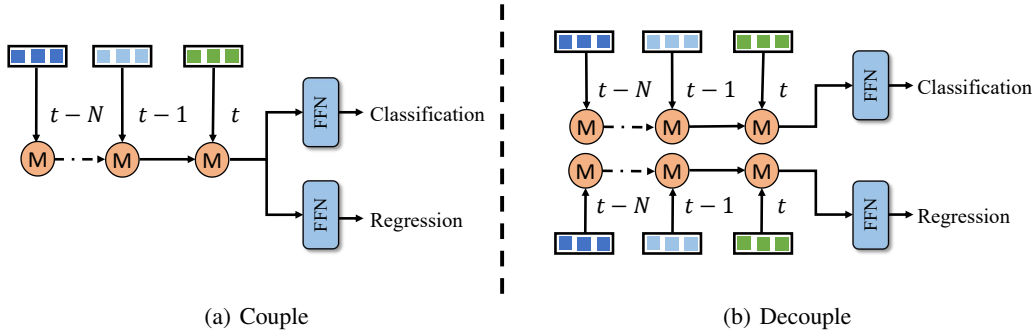 t − N
t − 1
t
M
M
M
FFN
Classification
FFN
Regression
(a) Couple
t − N
t − 1
t
M
M
M
FFN
Classification
M
M
M
t − N
t − 1
t
FFN
Regression
(b) Decouple